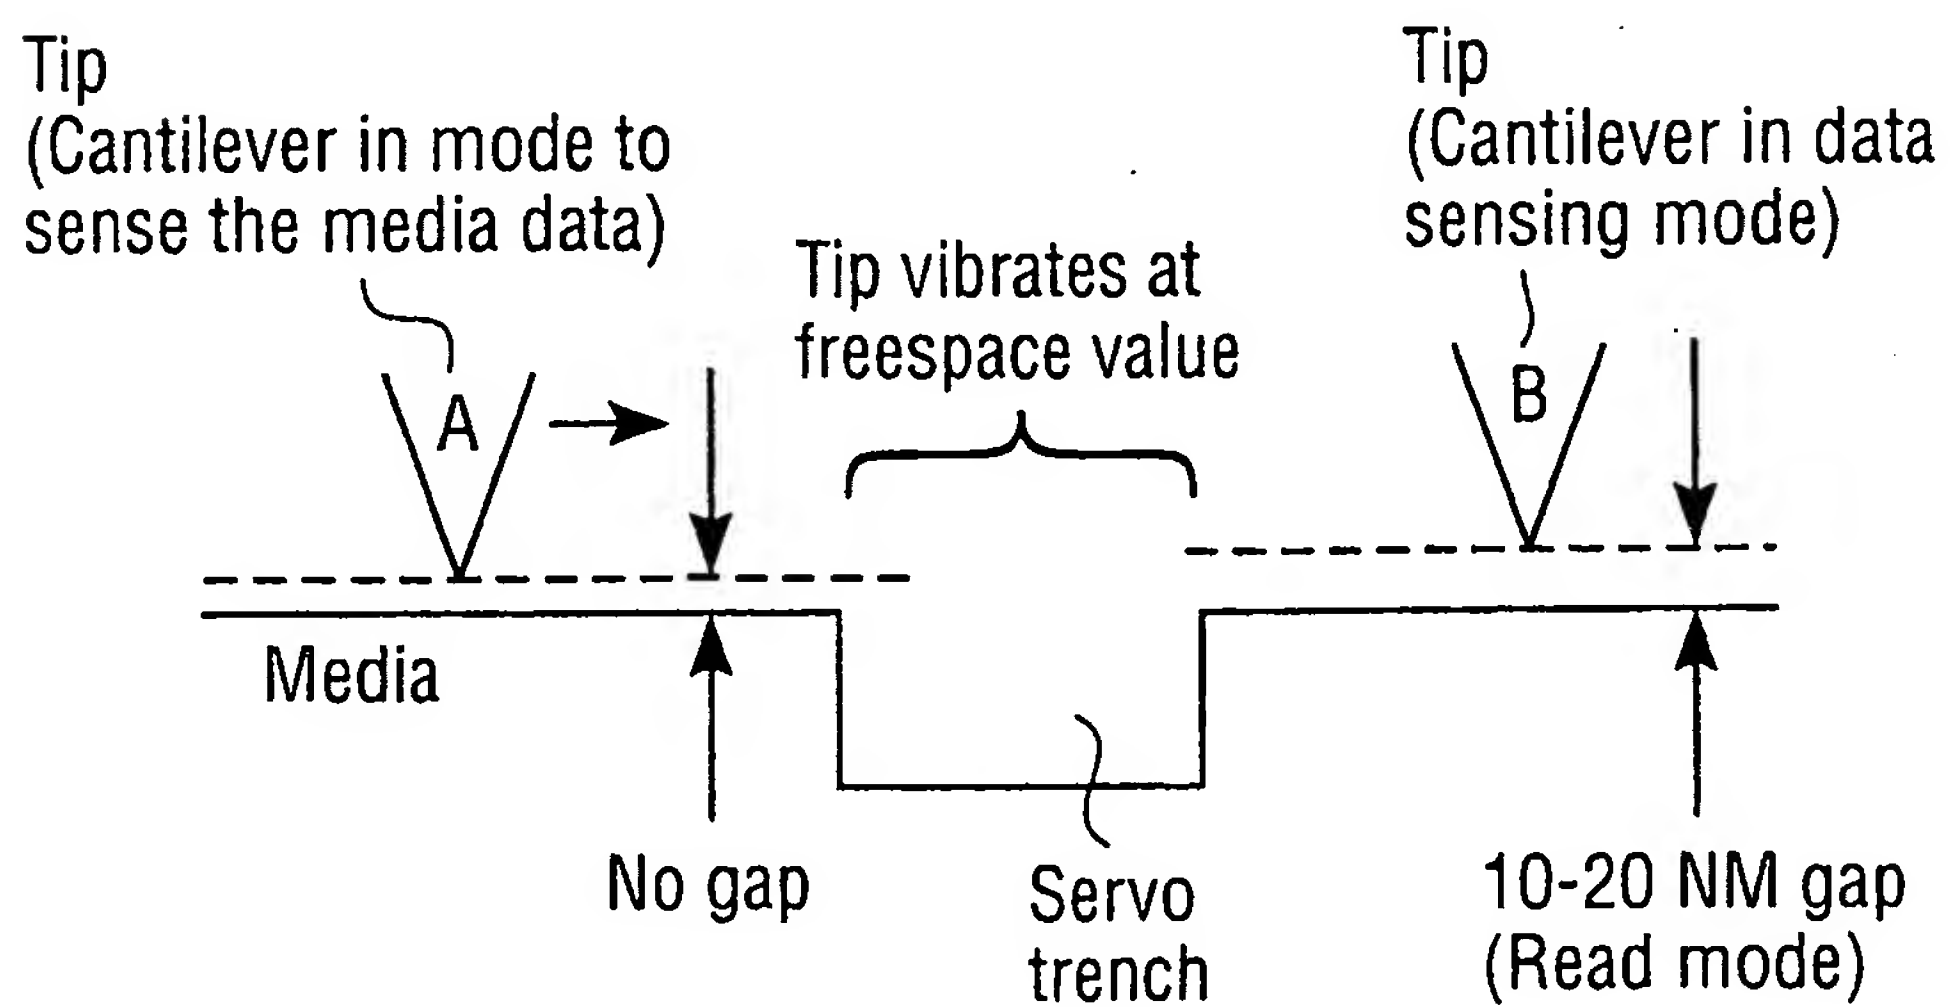 Tip
(Cantilever in mode to
sense the media data)
A
Tip vibrates at
freespace value
Tip
(Cantilever in data
sensing mode)
B
Media
No gap
Servo
trench
10-20 NM gap
(Read mode)